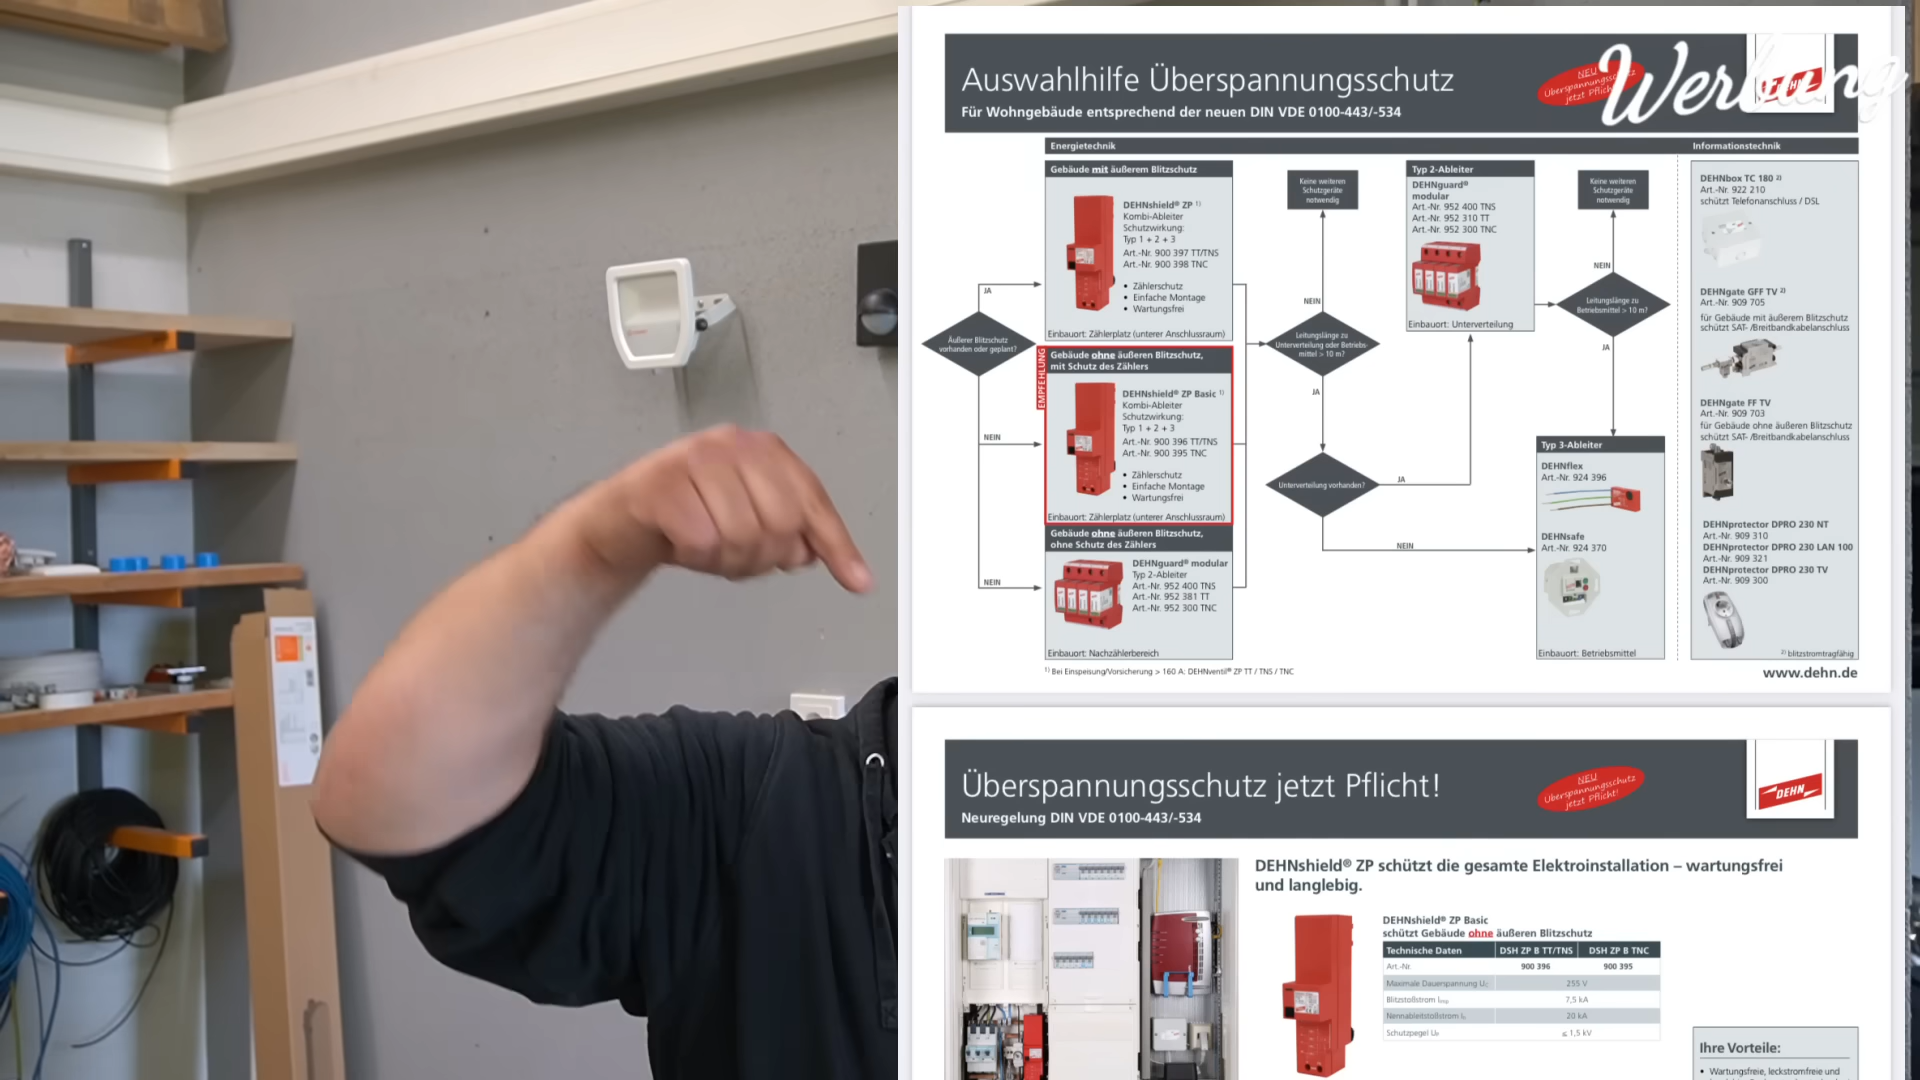 Auswahlhilfe Überspannungsschutz
Für Wohngebäude entsprechend der neuen DIN VDE 0100-443/-534
NEU
Überspannungsschutz
jetzt Pflicht!
Werbung
Energietechnik
Informationstechnik
Äußerer Blitzschutz
vorhanden oder geplant?
JA
NEIN
NEIN
Gebäude mit äußerem Blitzschutz
DEHNshield® ZP 1)
Kombi-Ableiter
Schutzwirkung:
Typ 1 + 2 + 3
Art.-Nr. 900 397 TT/TNS
Art.-Nr. 900 398 TNC
• Zählerschutz
• Einfache Montage
• Wartungsfrei
Einbauort: Zählerplatz (unterer Anschlussraum)
EMPFEHLUNG
Gebäude ohne äußeren Blitzschutz,
mit Schutz des Zählers
DEHNshield® ZP Basic 1)
Kombi-Ableiter
Schutzwirkung:
Typ 1 + 2 + 3
Art.-Nr. 900 396 TT/TNS
Art.-Nr. 900 395 TNC
• Zählerschutz
• Einfache Montage
• Wartungsfrei
Einbauort: Zählerplatz (unterer Anschlussraum)
Gebäude ohne äußeren Blitzschutz,
ohne Schutz des Zählers
DEHNguard® modular
Typ 2-Ableiter
Art.-Nr. 952 400 TNS
Art.-Nr. 952 381 TT
Art.-Nr. 952 300 TNC
Einbauort: Nachzählerbereich
1) Bei Einspeisung/Vorsicherung > 160 A: DEHNventil® ZP TT / TNS / TNC
Keine weiteren
Schutzgeräte
notwendig
NEIN
Leitungslänge zu
Unterverteilung oder Betriebs-
mittel > 10 m?
JA
Unterverteilung vorhanden?
JA
NEIN
Typ 2-Ableiter
DEHNguard®
modular
Art.-Nr. 952 400 TNS
Art.-Nr. 952 310 TT
Art.-Nr. 952 300 TNC
Einbauort: Unterverteilung
Keine weiteren
Schutzgeräte
notwendig
NEIN
Leitungslänge zu
Betriebsmittel > 10 m?
JA
Typ 3-Ableiter
DEHNflex
Art.-Nr. 924 396
DEHNsafe
Art.-Nr. 924 370
Einbauort: Betriebsmittel
DEHNbox TC 180 2)
Art.-Nr. 922 210
schützt Telefonanschluss / DSL
DEHNgate GFF TV 2)
Art.-Nr. 909 705
für Gebäude mit äußerem Blitzschutz
schützt SAT- /Breitbandkabelanschluss
DEHNgate FF TV
Art.-Nr. 909 703
für Gebäude ohne äußeren Blitzschutz
schützt SAT- /Breitbandkabelanschluss
DEHNprotector DPRO 230 NT
Art.-Nr. 909 310
DEHNprotector DPRO 230 LAN 100
Art.-Nr. 909 321
DEHNprotector DPRO 230 TV
Art.-Nr. 909 300
2) blitzstromtragfähig
www.dehn.de
Überspannungsschutz jetzt Pflicht!
Neuregelung DIN VDE 0100-443/-534
NEU
Überspannungsschutz
jetzt Pflicht!
DEHN
DEHNshield® ZP schützt die gesamte Elektroinstallation – wartungsfrei
und langlebig.
DEHNshield® ZP Basic
schützt Gebäude ohne äußeren Blitzschutz
Technische Daten DSH ZP B TT/TNS DSH ZP B TNC
Art.-Nr. 900 396 900 395
Maximale Dauerspannung UC 255 V
Blitzstoßstrom Iimp 7,5 kA
Nennableitstoßstrom In 20 kA
Schutzpegel UP ≤ 1,5 kV
Ihre Vorteile:
• Wartungsfreie, leckstromfreie und